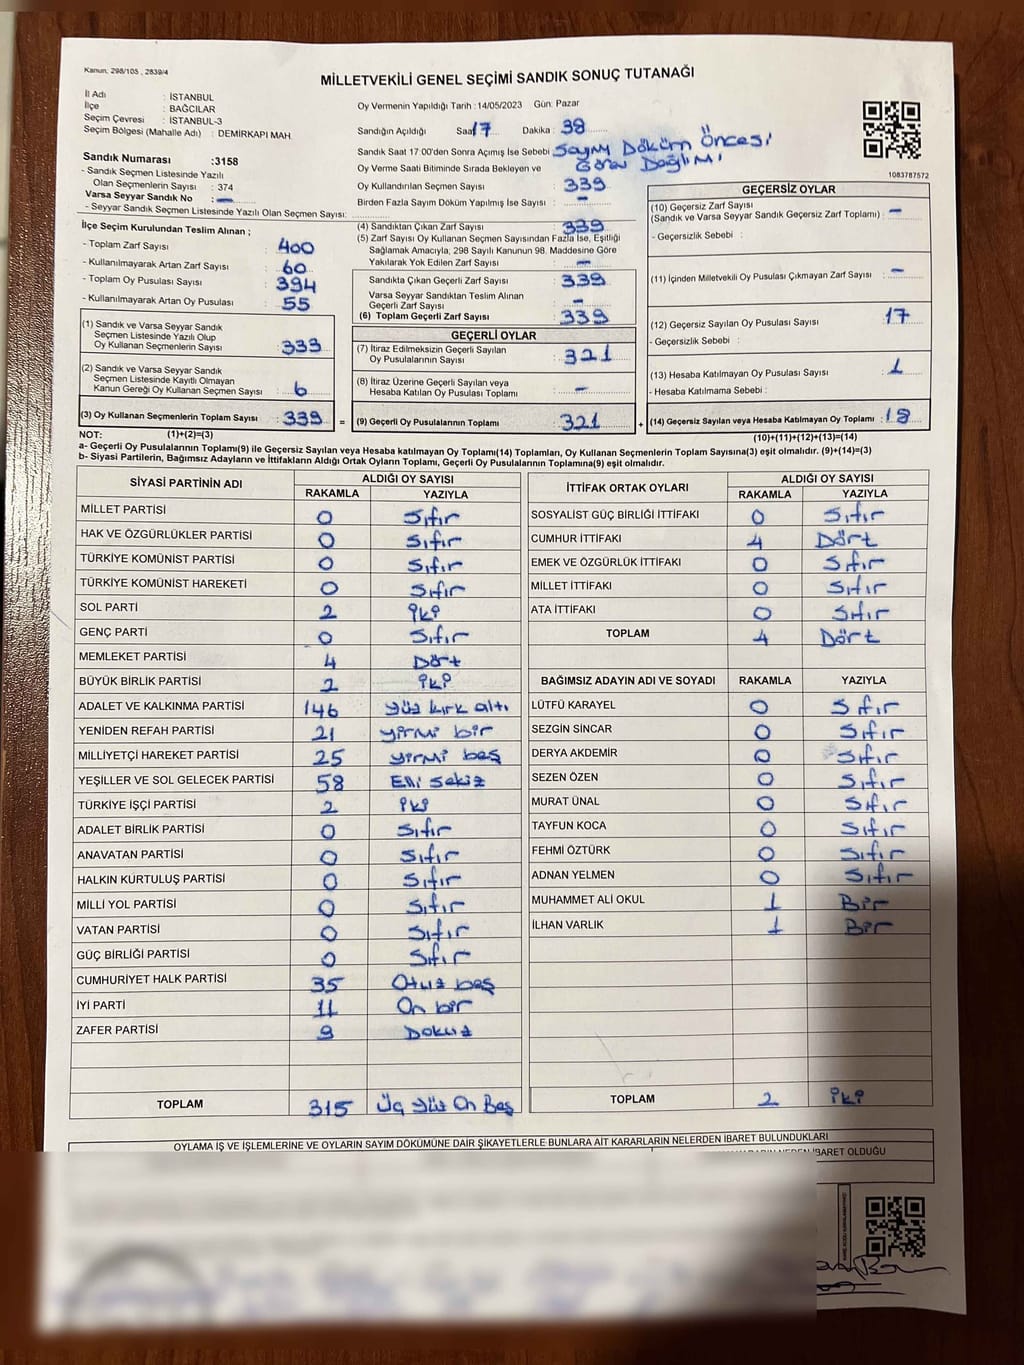 Kanun, 298/105 , 2839/4
MİLLETVEKİLİ GENEL SEÇİMİ SANDIK SONUÇ TUTANAĞI
İl Adı : İSTANBUL
İlçe : BAĞCILAR
Seçim Çevresi : İSTANBUL-3
Seçim Bölgesi (Mahalle Adı) : DEMİRKAPI MAH.
Sandık Numarası :3158
- Sandık Seçmen Listesinde Yazılı
Olan Seçmenlerin Sayısı : 374
Varsa Seyyar Sandık No : -
- Seyyar Sandık Seçmen Listesinde Yazılı Olan Seçmen Sayısı:
Oy Vermenin Yapıldığı Tarih : 14/05/2023 Gün: Pazar
Sandığın Açıldığı Saat 17 Dakika : 38
Sandık Saat 17:00'den Sonra Açımış İse Sebebi : Sayım Döküm Öncesi
Görev Dağılımı
Oy Verme Saati Bitiminde Sırada Bekleyen ve
Oy Kullandırılan Seçmen Sayısı : 339
Birden Fazla Sayım Döküm Yapılmış İse Sayısı : -
1083787572
İlçe Seçim Kurulundan Teslim Alınan ;
- Toplam Zarf Sayısı : 400
- Kullanılmayarak Artan Zarf Sayısı : 60
- Toplam Oy Pusulası Sayısı : 394
- Kullanılmayarak Artan Oy Pusulası : 55
(1) Sandık ve Varsa Seyyar Sandık
Seçmen Listesinde Yazılı Olup
Oy Kullanan Seçmenlerin Sayısı : 333
(2) Sandık ve Varsa Seyyar Sandık
Seçmen Listesinde Kayıtlı Olmayan
Kanun Gereği Oy Kullanan Seçmen Sayısı : 6
(3) Oy Kullanan Seçmenlerin Toplam Sayısı : 339
(4) Sandıktan Çıkan Zarf Sayısı : 339
(5) Zarf Sayısı Oy Kullanan Seçmen Sayısından Fazla İse, Eşitliği
Sağlamak Amacıyla, 298 Sayılı Kanunun 98. Maddesine Göre
Yakılarak Yok Edilen Zarf Sayısı : -
Sandıkta Çıkan Geçerli Zarf Sayısı : 339
Varsa Seyyar Sandıktan Teslim Alınan
Geçerli Zarf Sayısı : -
(6) Toplam Geçerli Zarf Sayısı : 339
GEÇERLİ OYLAR
(7) İtiraz Edilmeksizin Geçerli Sayılan
Oy Pusulalarının Sayısı : 321
(8) İtiraz Üzerine Geçerli Sayılan veya
Hesaba Katılan Oy Pusulaları Toplamı : -
= (9) Geçerli Oy Pusulalarının Toplamı : 321
GEÇERSİZ OYLAR
(10) Geçersiz Zarf Sayısı
(Sandık ve Varsa Seyyar Sandık Geçersiz Zarf Toplamı) : -
- Geçersizlik Sebebi :
(11) İçinden Milletvekili Oy Pusulası Çıkmayan Zarf Sayısı : -
(12) Geçersiz Sayılan Oy Pusulası Sayısı : 17
- Geçersizlik Sebebi :
(13) Hesaba Katılmayan Oy Pusulası Sayısı : 1
- Hesaba Katılmama Sebebi :
+ (14) Geçersiz Sayılan veya Hesaba Katılmayan Oy Toplamı : 18
NOT: (1)+(2)=(3)
(10)+(11)+(12)+(13)=(14)
a- Geçerli Oy Pusulalarının Toplamı(9) ile Geçersiz Sayılan veya Hesaba Katılmayan Oy Toplamı(14) Toplamları, Oy Kullanan Seçmenlerin Toplam Sayısına(3) eşit olmalıdır. (9)+(14)=(3)
b- Siyasi Partilerin, Bağımsız Adayların ve İttifakların Aldığı Ortak Oyların Toplamı, Geçerli Oy Pusulalarının Toplamına(9) eşit olmalıdır.
SİYASİ PARTİNİN ADI ALDIĞI OY SAYISI
RAKAMLA YAZIYLA
MİLLET PARTİSİ 0 Sıfır
HAK VE ÖZGÜRLÜKLER PARTİSİ 0 Sıfır
TÜRKİYE KOMÜNİST PARTİSİ 0 Sıfır
TÜRKİYE KOMÜNİST HAREKETİ 0 Sıfır
SOL PARTİ 2 İki
GENÇ PARTİ 0 Sıfır
MEMLEKET PARTİSİ 4 Dört
BÜYÜK BİRLİK PARTİSİ 2 İki
ADALET VE KALKINMA PARTİSİ 146 yüz kırk altı
YENİDEN REFAH PARTİSİ 21 yirmi bir
MİLLİYETÇİ HAREKET PARTİSİ 25 yirmi beş
YEŞİLLER VE SOL GELECEK PARTİSİ 58 Elli sekiz
TÜRKİYE İŞÇİ PARTİSİ 2 İki
ADALET BİRLİK PARTİSİ 0 Sıfır
ANAVATAN PARTİSİ 0 Sıfır
HALKIN KURTULUŞ PARTİSİ 0 Sıfır
MİLLİ YOL PARTİSİ 0 Sıfır
VATAN PARTİSİ 0 Sıfır
GÜÇ BİRLİĞİ PARTİSİ 0 Sıfır
CUMHURİYET HALK PARTİSİ 35 Otuz beş
İYİ PARTİ 11 On bir
ZAFER PARTİSİ 9 Dokuz
TOPLAM 315 Üç Yüz On Beş
İTTİFAK ORTAK OYLARI ALDIĞI OY SAYISI
RAKAMLA YAZIYLA
SOSYALİST GÜÇ BİRLİĞİ İTTİFAKI 0 Sıfır
CUMHUR İTTİFAKI 4 Dört
EMEK VE ÖZGÜRLÜK İTTİFAKI 0 Sıfır
MİLLET İTTİFAKI 0 Sıfır
ATA İTTİFAKI 0 Sıfır
TOPLAM 4 Dört
BAĞIMSIZ ADAYIN ADI VE SOYADI RAKAMLA YAZIYLA
LÜTFÜ KARAYEL 0 Sıfır
SEZGİN SİNCAR 0 Sıfır
DERYA AKDEMİR 0 Sıfır
SEZEN ÖZEN 0 Sıfır
MURAT ÜNAL 0 Sıfır
TAYFUN KOCA 0 Sıfır
FEHMİ ÖZTÜRK 0 Sıfır
ADNAN YELMEN 0 Sıfır
MUHAMMET ALİ OKUL 1 Bir
İLHAN VARLIK 1 Bir
TOPLAM 2 İki
OYLAMA İŞ VE İŞLEMLERİNE VE OYLARIN SAYIM DÖKÜMÜNE DAİR ŞİKAYETLERLE BUNLARA AİT KARARLARIN NELERDEN İBARET BULUNDUKLARI
İBARET OLDUĞU